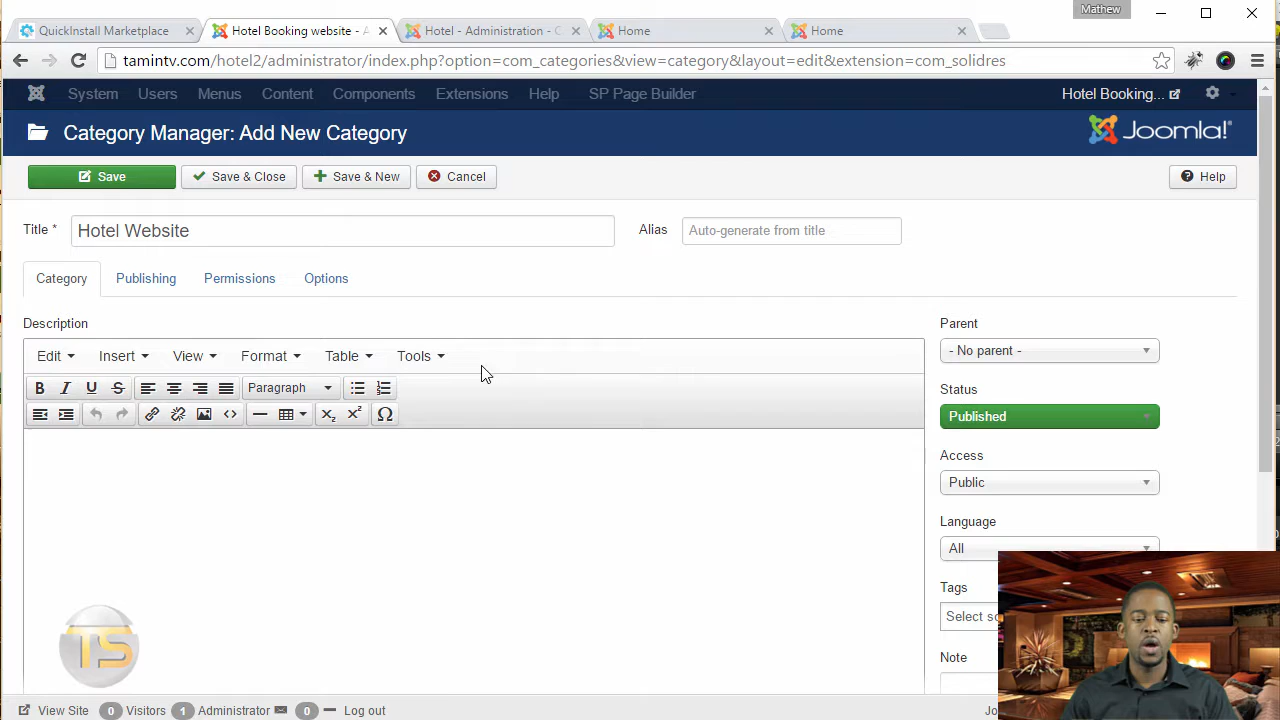 Mathew
QuickInstall Marketplace
Hotel Booking website - A
Hotel - Administration - C
Home
Home
tamintv.com/hotel2/administrator/index.php?option=com_categories&view=category&layout=edit&extension=com_solidres
System Users Menus Content Components Extensions Help SP Page Builder
Hotel Booking...
Category Manager: Add New Category
Joomla!
Save
Save & Close
Save & New
Cancel
Help
Title *
Hotel Website
Alias
Auto-generate from title
Category
Publishing
Permissions
Options
Description
Edit Insert View Format Table Tools
Paragraph
Parent
- No parent -
Status
Published
Access
Public
Language
All
Tags
Select so
Note
TS
View Site 0 Visitors 1 Administrator 0 Log out
Jo